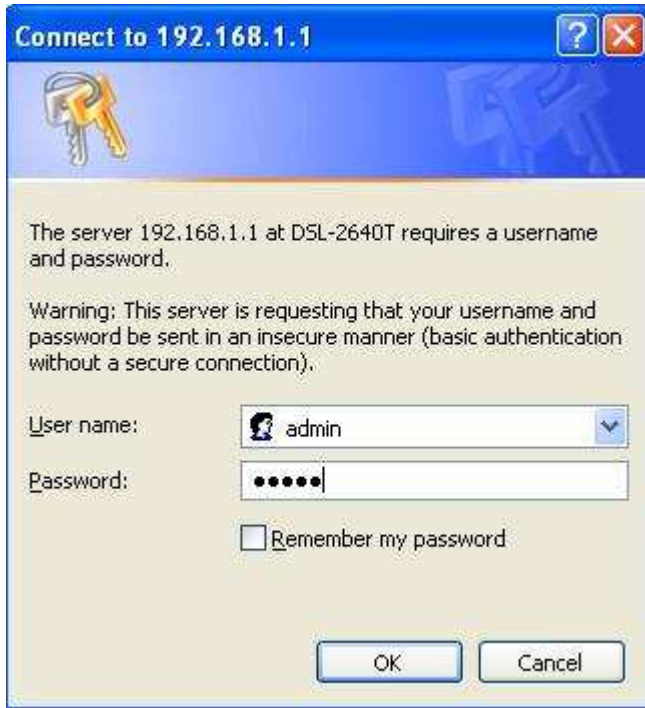 Connect to 192.168.1.1
The server 192.168.1.1 at DSL-2640T requires a username
and password.
Warning: This server is requesting that your username and
password be sent in an insecure manner (basic authentication
without a secure connection).
User name:
admin
Password:
●●●●●
Remember my password
OK
Cancel